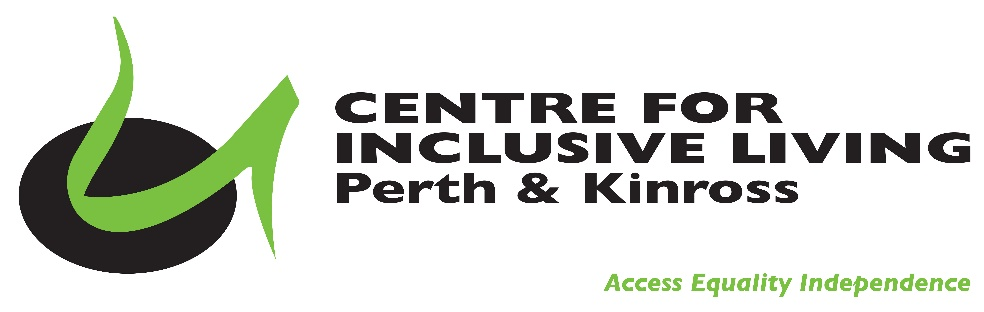 CENTRE FOR
INCLUSIVE LIVING
Perth & Kinross
Access Equality Independence